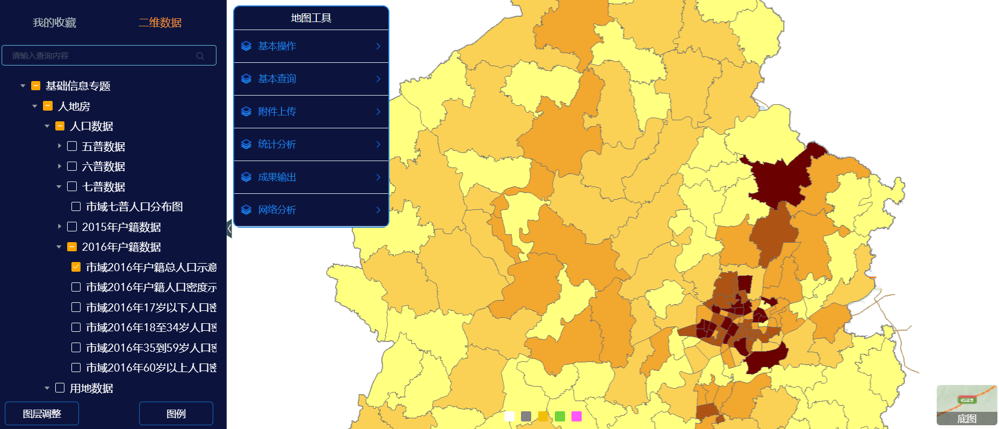 我的收藏
二维数据
请输入查询内容
基础信息专题
人地房
人口数据
五普数据
六普数据
七普数据
市域七普人口分布图
2015年户籍数据
2016年户籍数据
市域2016年户籍总人口示意
市域2016年户籍人口密度示
市域2016年17岁以下人口密
市域2016年18至34岁人口密
市域2016年35到59岁人口密
市域2016年60岁以上人口密
用地数据
图层调整
图例
地图工具
基本操作
基本查询
附件上传
统计分析
成果输出
网络分析
G25
底图